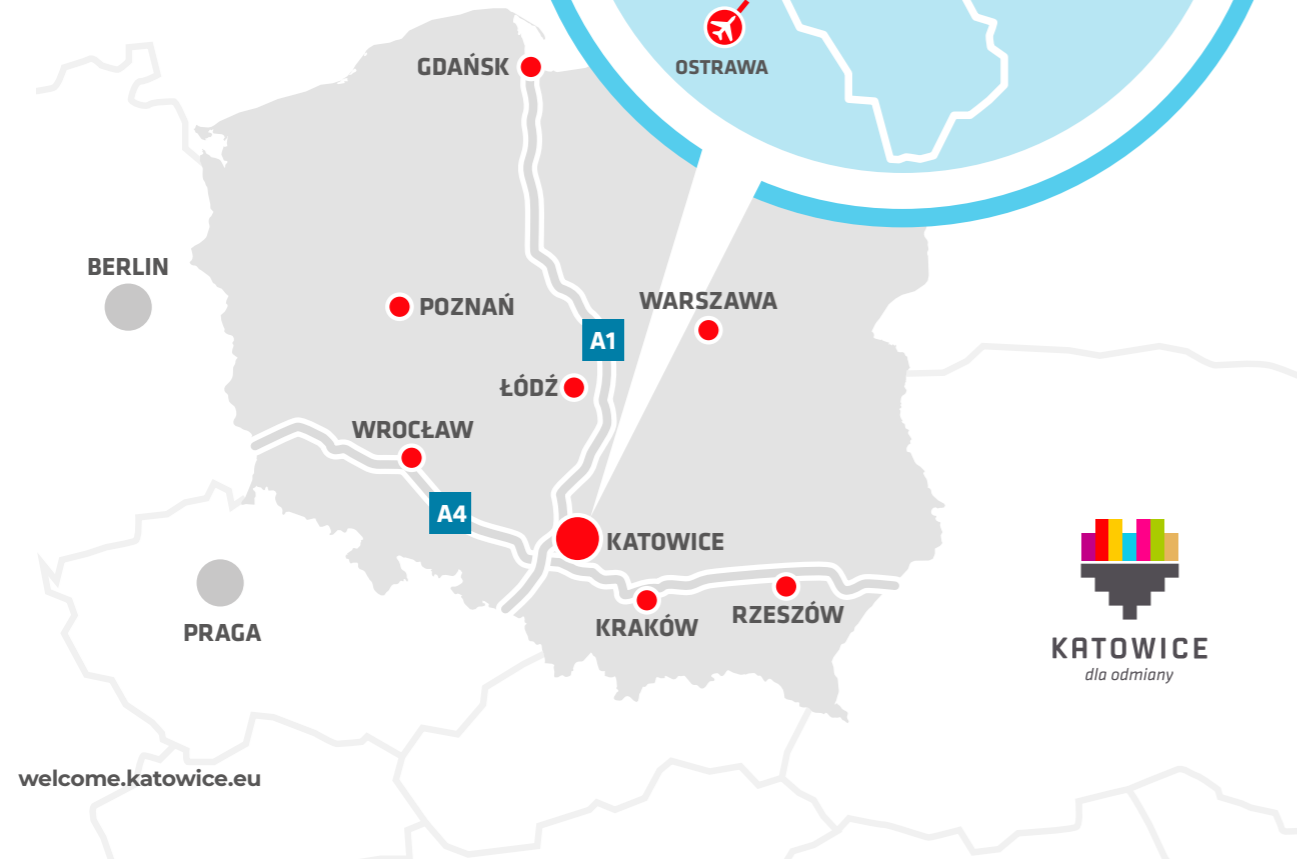 GDAŃSK
OSTRAWA
BERLIN
POZNAŃ
WARSZAWA
A1
ŁÓDŹ
WROCŁAW
A4
KATOWICE
KRAKÓW
RZESZÓW
PRAGA
KATOWICE
dla odmiany
welcome.katowice.eu